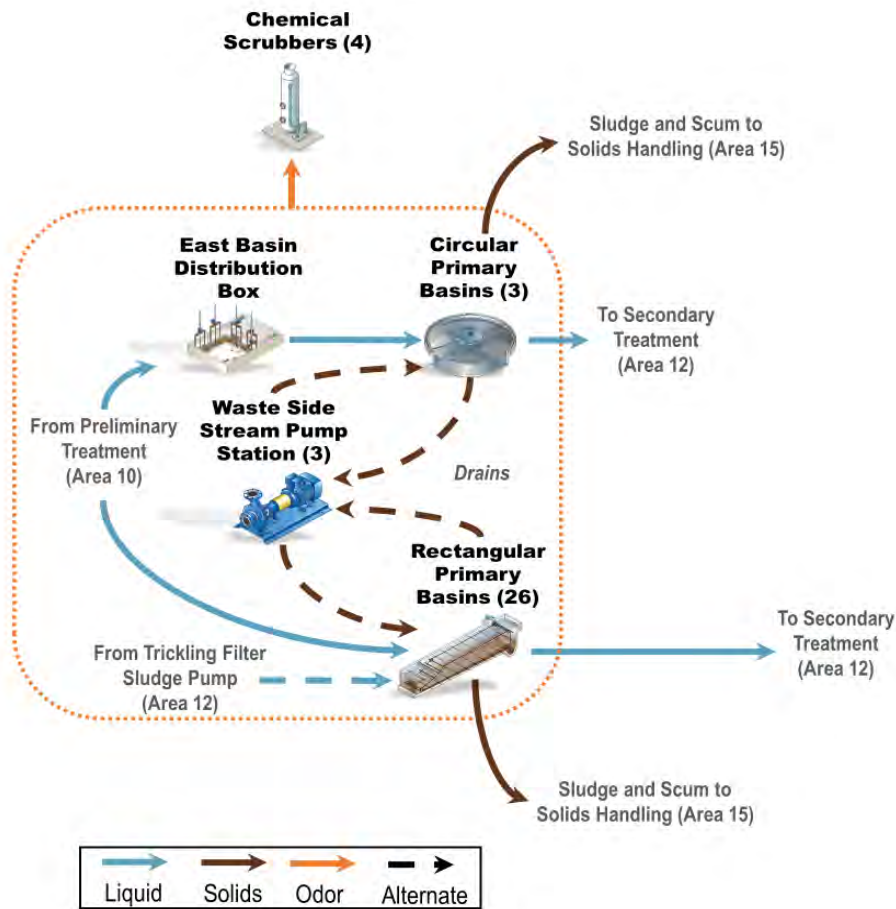 Chemical
Scrubbers (4)
Sludge and Scum to
Solids Handling (Area 15)
East Basin
Distribution
Box
Circular
Primary
Basins (3)
To Secondary
Treatment
(Area 12)
From Preliminary
Treatment
(Area 10)
Waste Side
Stream Pump
Station (3)
Drains
Rectangular
Primary
Basins (26)
To Secondary
Treatment
(Area 12)
From Trickling Filter
Sludge Pump
(Area 12)
Sludge and Scum to
Solids Handling (Area 15)
Liquid
Solids
Odor
Alternate